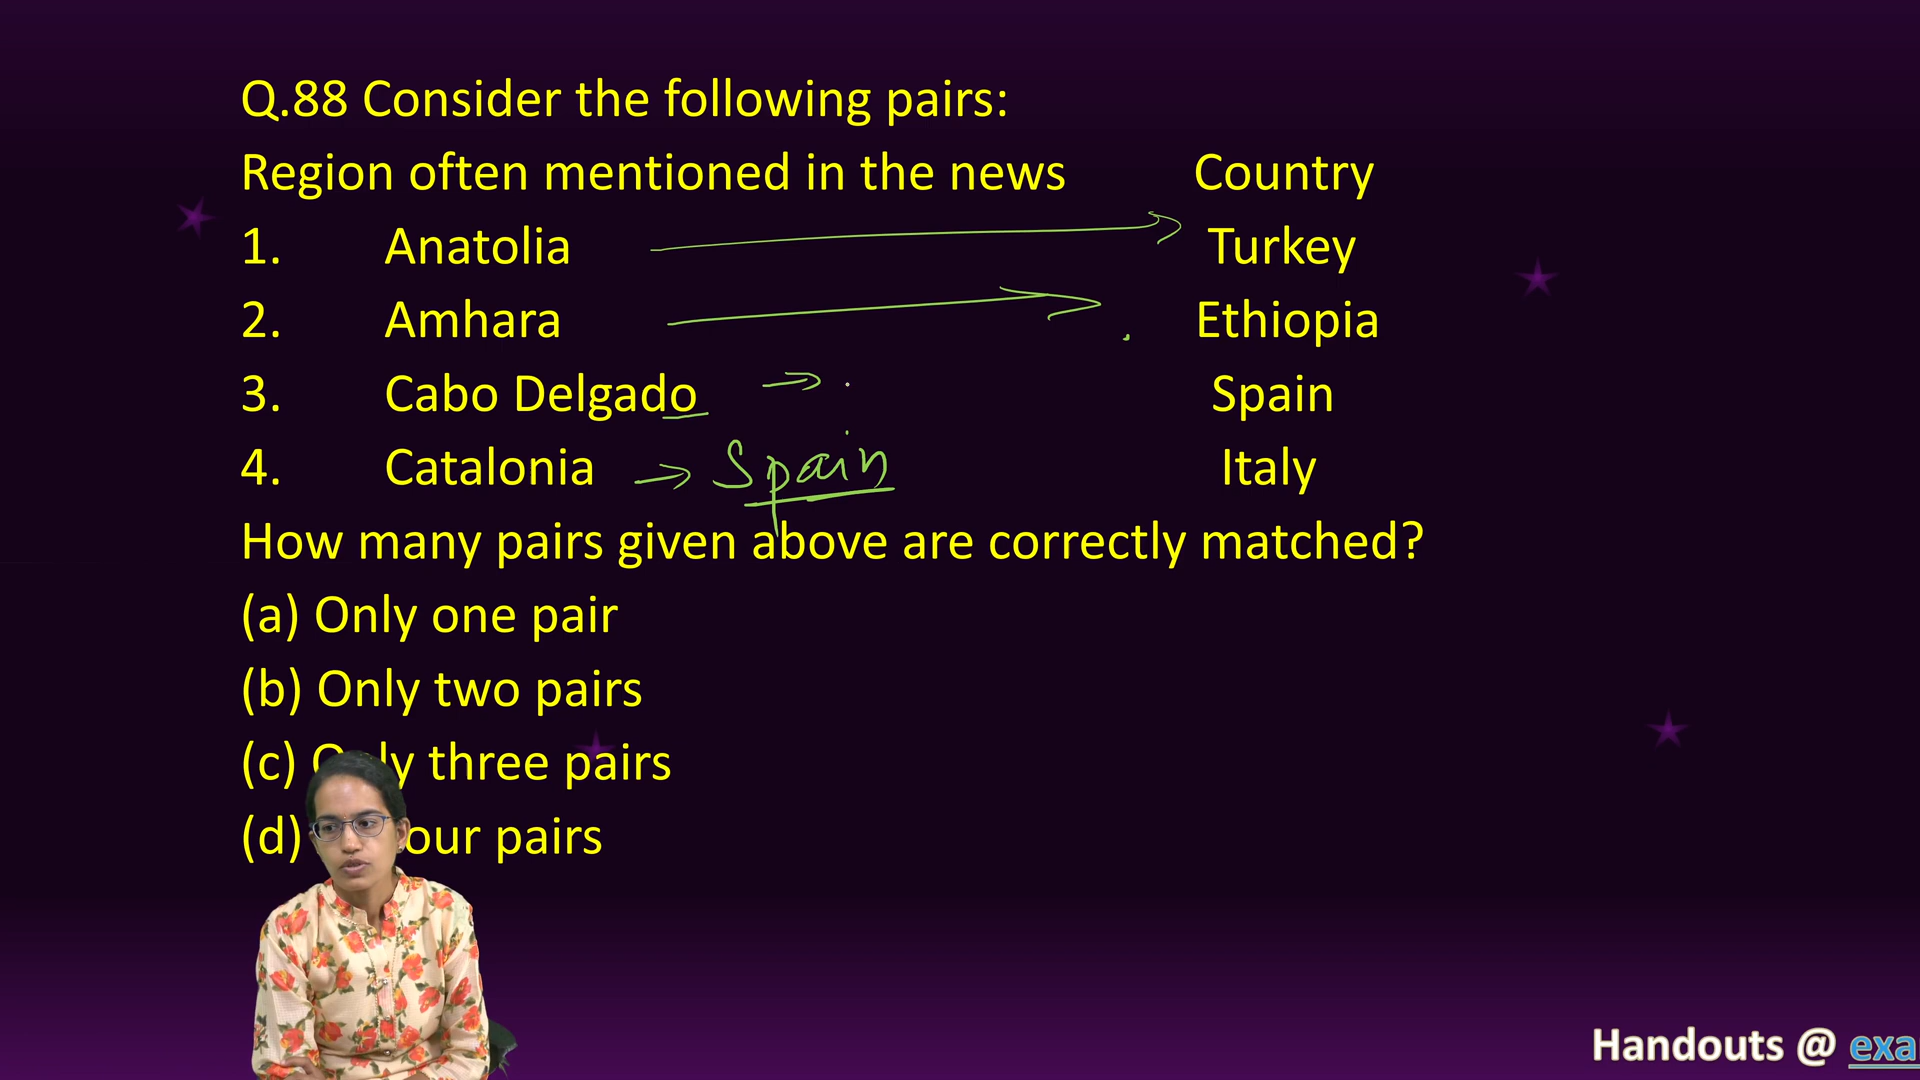 Q.88 Consider the following pairs:
Region often mentioned in the news Country
1. Anatolia Turkey
2. Amhara Ethiopia
3. Cabo Delgado Spain
4. Catalonia → Spain Italy
How many pairs given above are correctly matched?
(a) Only one pair
(b) Only two pairs
(c) Only three pairs
(d) our pairs
Handouts @ exa